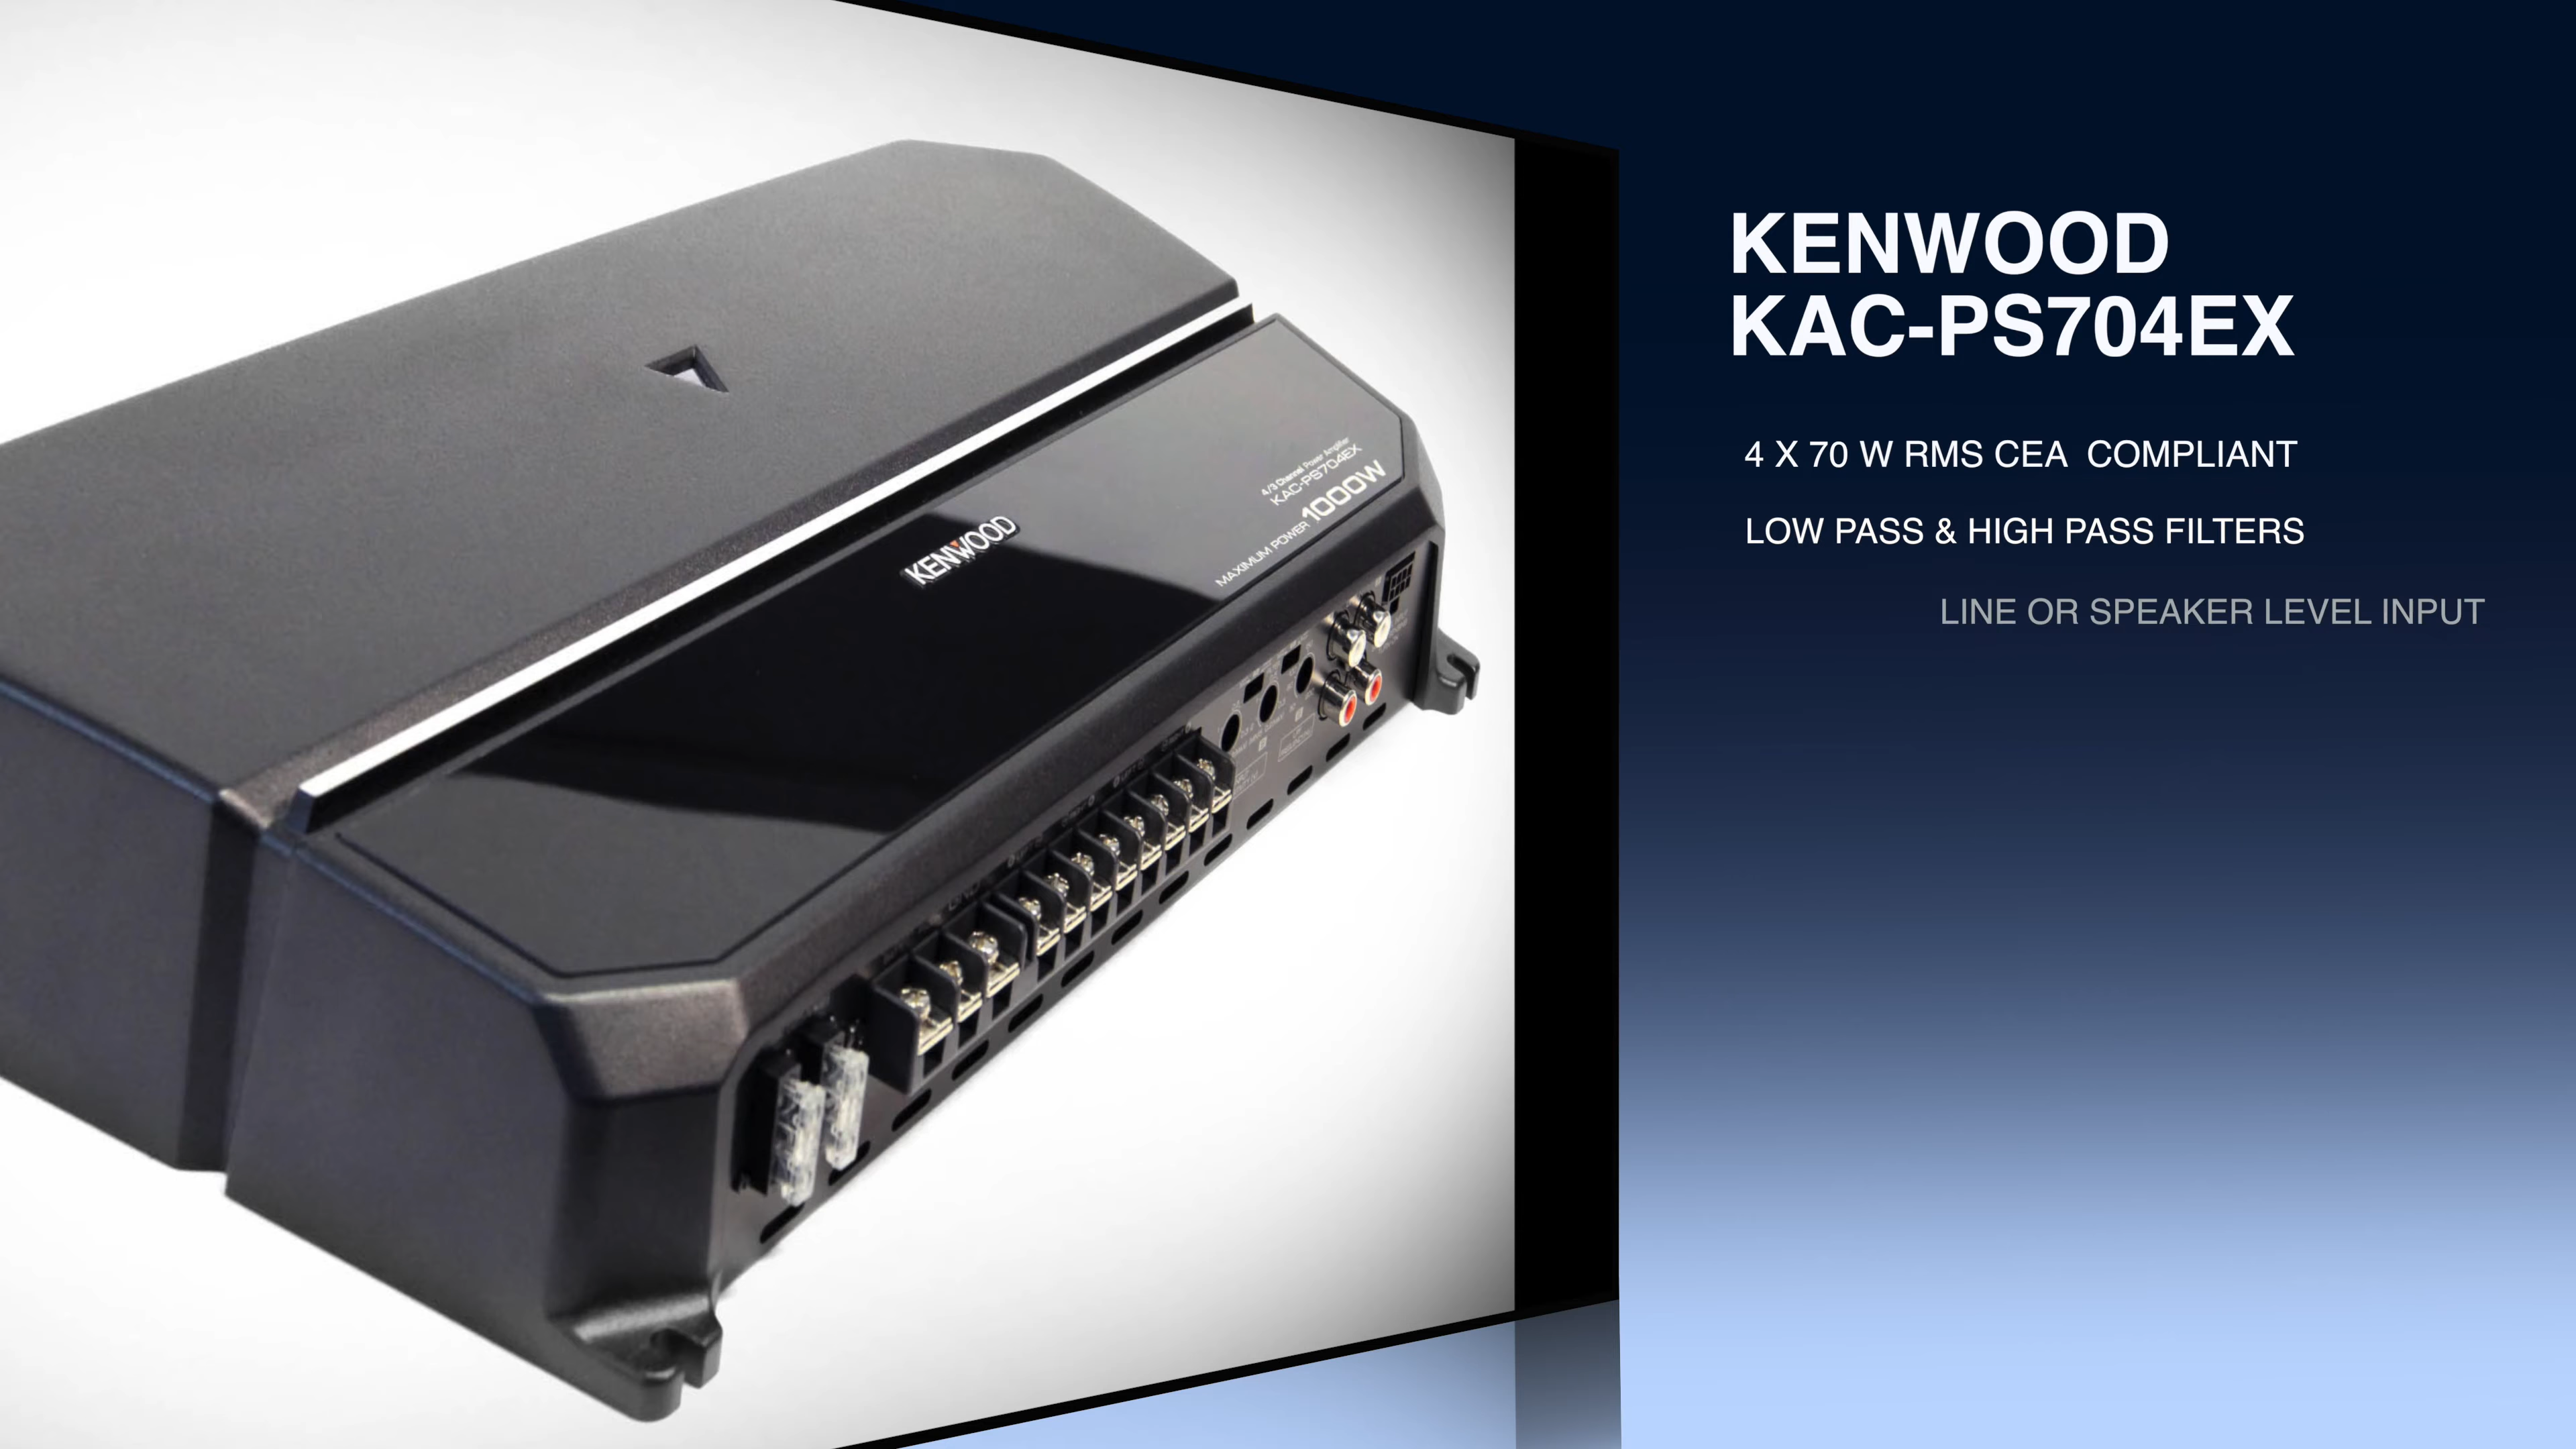 KENWOOD
KAC-PS704EX
4 X 70 W RMS CEA  COMPLIANT
LOW PASS & HIGH PASS FILTERS
LINE OR SPEAKER LEVEL INPUT
4/3 Channel Power Amplifier
KAC-PS704EX
MAXIMUM POWER 1000W
KENWOOD